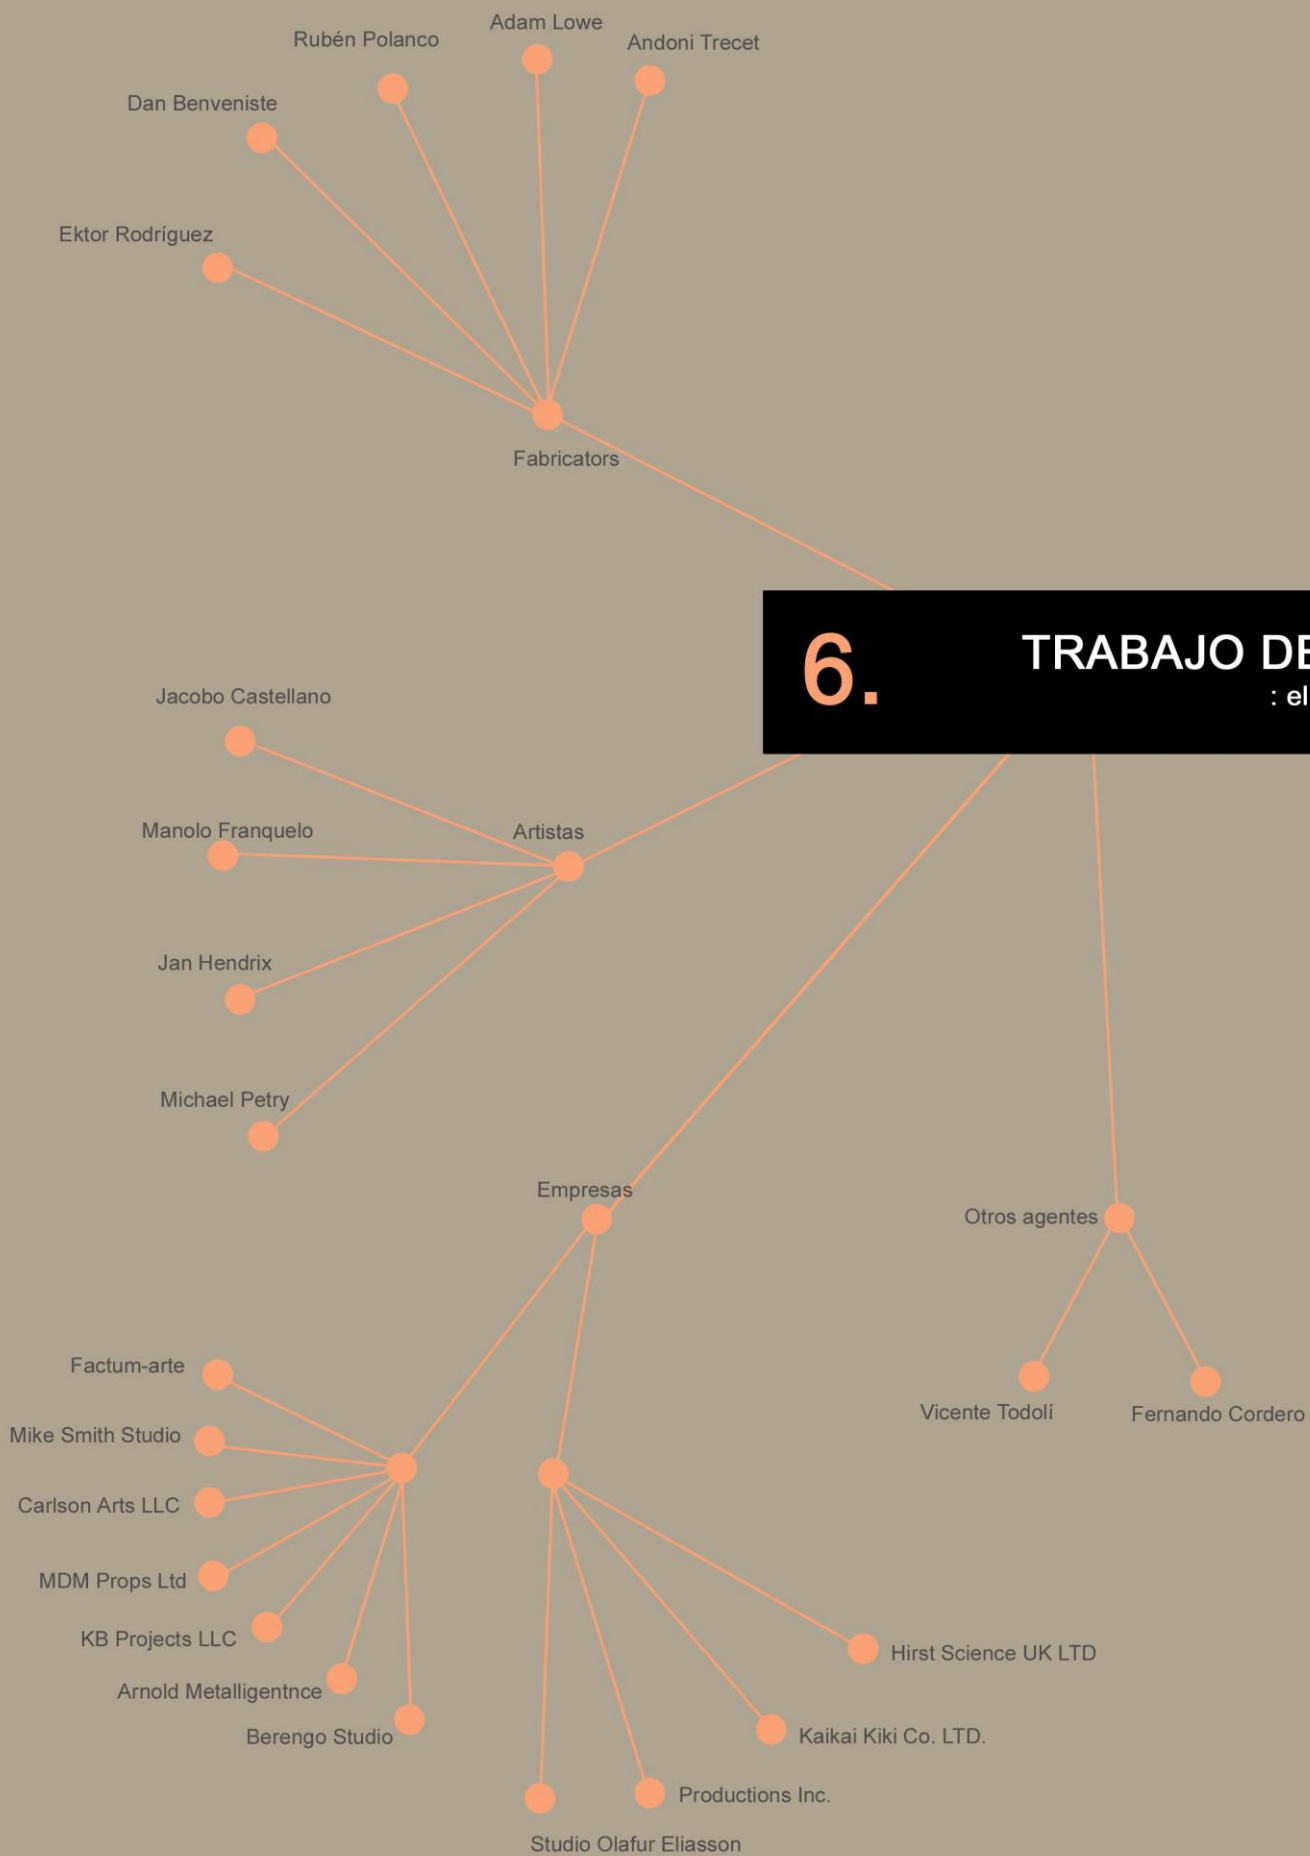 Adam Lowe
Rubén Polanco
Andoni Trecet
Dan Benveniste
Ektor Rodríguez
Fabricators
6.
TRABAJO DE
: el
Jacobo Castellano
Manolo Franquelo
Artistas
Jan Hendrix
Michael Petry
Empresas
Otros agentes
Factum-arte
Vicente Todolí
Fernando Cordero
Mike Smith Studio
Carlson Arts LLC
MDM Props Ltd
KB Projects LLC
Arnold Metalligentnce
Berengo Studio
Hirst Science UK LTD
Kaikai Kiki Co. LTD.
Productions Inc.
Studio Olafur Eliasson